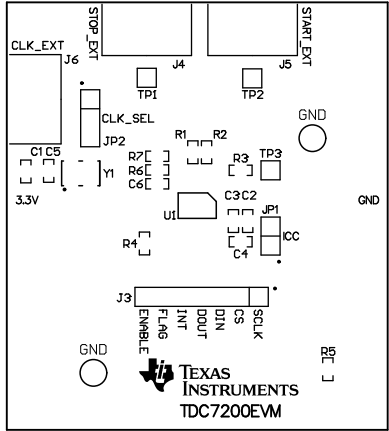 STOP_EXT
START_EXT
CLK_EXT
J6
J4
J5
TP1
TP2
CLK_SEL
JP2
GND
R1
R2
C1
C5
R7
R6
C6
Y1
R3
TP3
3.3V
GND
U1
C3
C2
JP1
ICC
R4
C4
J3
ENABLE
FLAG
INT
DOUT
DIN
CS
SCLK
GND
R5
TEXAS
INSTRUMENTS
TDC7200EVM